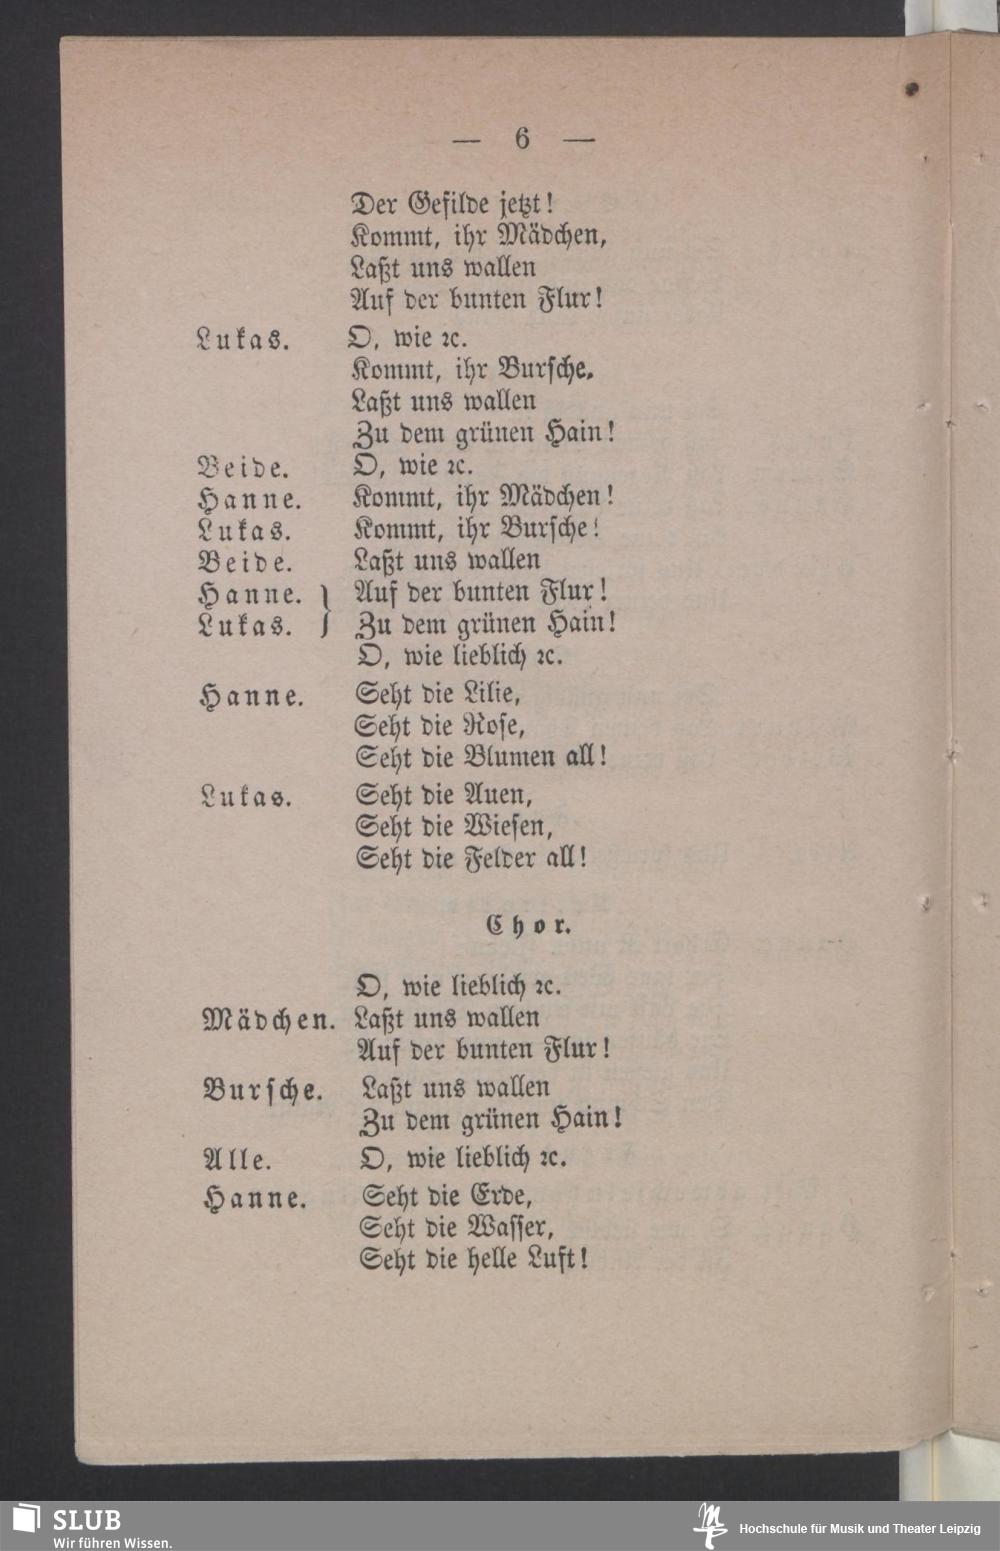 — 6 —
Der Gefilde jetzt!
Kommt, ihr Mädchen,
Laßt uns wallen
Auf der bunten Flur!
Lukas. O, wie ꝛc.
Kommt, ihr Bursche.
Laßt uns wallen
Zu dem grünen Hain!
Beide. O, wie ꝛc.
Hanne. Kommt, ihr Mädchen!
Lukas. Kommt, ihr Bursche!
Beide. Laßt uns wallen
Hanne. } Auf der bunten Flur!
Lukas. } Zu dem grünen Hain!
O, wie lieblich ꝛc.
Hanne. Seht die Lilie,
Seht die Rose,
Seht die Blumen all!
Lukas. Seht die Auen,
Seht die Wiesen,
Seht die Felder all!
Chor.
O, wie lieblich ꝛc.
Mädchen. Laßt uns wallen
Auf der bunten Flur!
Bursche. Laßt uns wallen
Zu dem grünen Hain!
Alle. O, wie lieblich ꝛc.
Hanne. Seht die Erde,
Seht die Wasser,
Seht die helle Luft!
SLUB
Wir führen Wissen.
Hochschule für Musik und Theater Leipzig